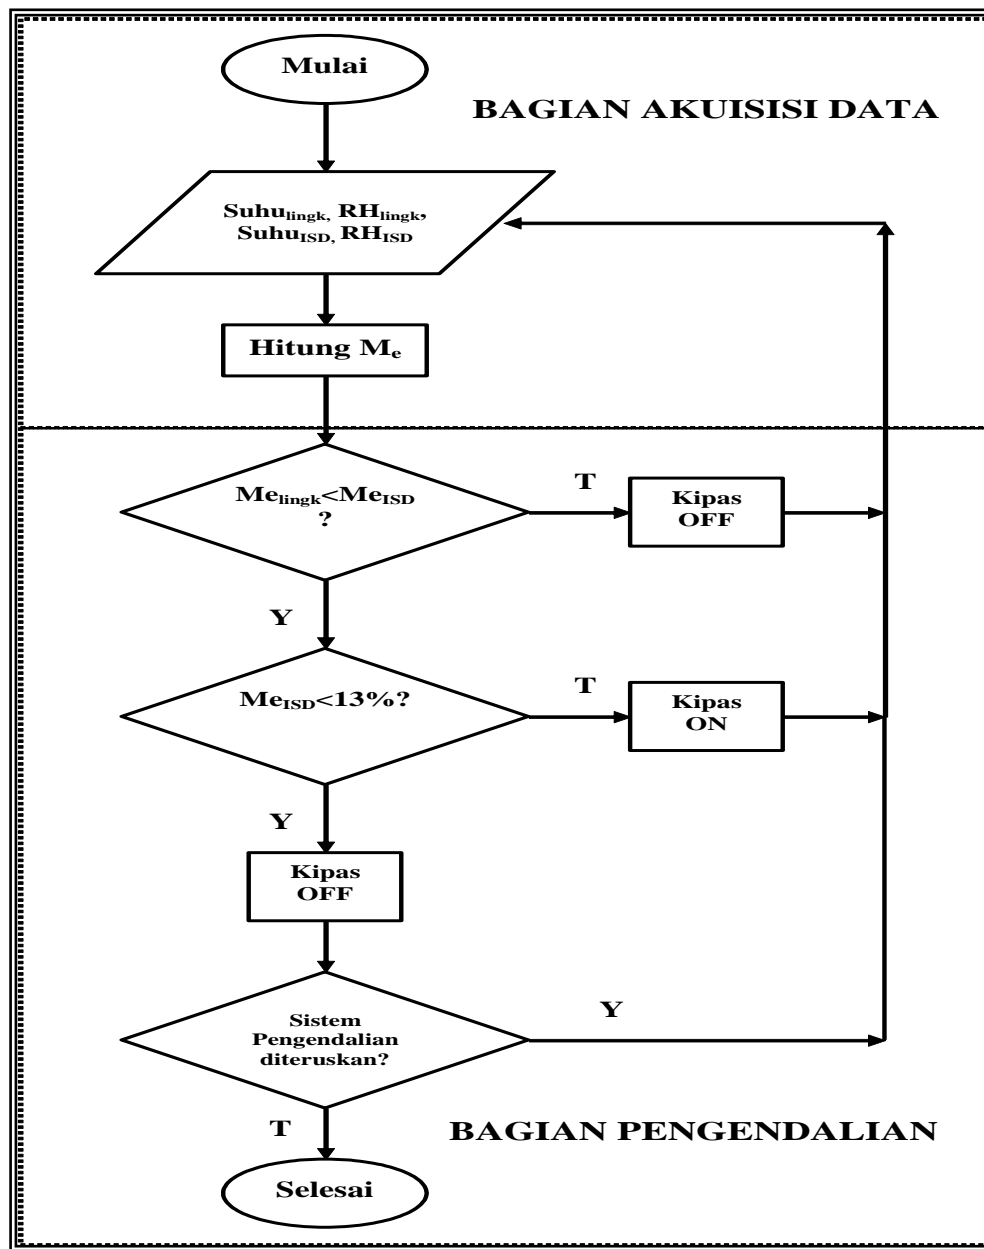 Mulai
BAGIAN AKUISISI DATA
Suhulingk, RHlingk,
SuhuISD, RHISD
Hitung Me
Melingk<MeISD
?
T
Kipas
OFF
Y
MeISD<13%?
T
Kipas
ON
Y
Kipas
OFF
Sistem
Pengendalian
diteruskan?
Y
T
BAGIAN PENGENDALIAN
Selesai